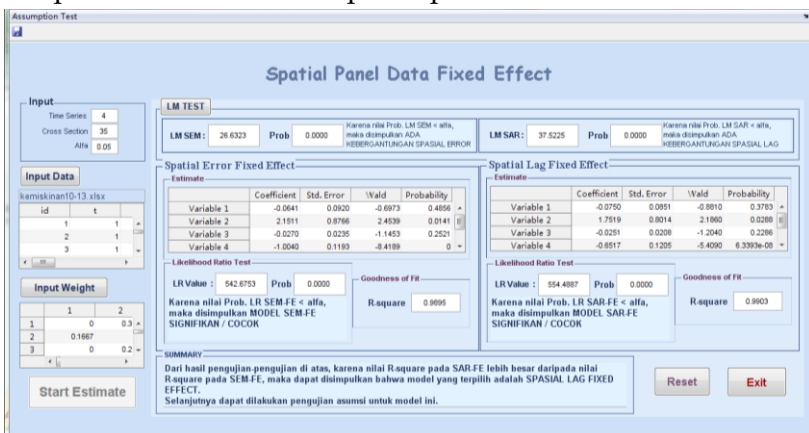 Assumption Test
Spatial Panel Data Fixed Effect
Input
Time Series 4
Cross Section 35
Alfa 0.05
Input Data
kemiskinan10-13.xlsx
id t
1 1
2 1
3 1
Input Weight
1 2
1 0 0.3
2 0.1667
3 0 0.2
Start Estimate
LM TEST
LM SEM : 26.6323 Prob 0.0000
Karena nilai Prob. LM SEM < alfa,
maka disimpulkan ADA
KEBERGANTUNGAN SPASIAL ERROR
LM SAR : 37.5225 Prob 0.0000
Karena nilai Prob. LM SAR < alfa,
maka disimpulkan ADA
KEBERGANTUNGAN SPASIAL LAG
Spatial Error Fixed Effect
Estimate
Coefficient Std. Error Wald Probability
Variable 1 -0.0641 0.0920 -0.6973 0.4856
Variable 2 2.1511 0.8766 2.4539 0.0141
Variable 3 -0.0270 0.0235 -1.1453 0.2521
Variable 4 -1.0040 0.1193 -8.4189 0
Likelihood Ratio Test
LR Value : 542.6753 Prob 0.0000
Karena nilai Prob. LR SEM-FE < alfa,
maka disimpulkan MODEL SEM-FE
SIGNIFIKAN / COCOK
Goodness of Fit
R-square 0.9895
Spatial Lag Fixed Effect
Estimate
Coefficient Std. Error Wald Probability
Variable 1 -0.0750 0.0851 -0.8810 0.3783
Variable 2 1.7519 0.8014 2.1860 0.0288
Variable 3 -0.0251 0.0208 -1.2040 0.2286
Variable 4 -0.6517 0.1205 -5.4090 6.3393e-08
Likelihood Ratio Test
LR Value : 554.4887 Prob 0.0000
Karena nilai Prob. LR SAR-FE < alfa,
maka disimpulkan MODEL SAR-FE
SIGNIFIKAN / COCOK
Goodness of Fit
R-square 0.9903
SUMMARY
Dari hasil pengujian-pengujian di atas, karena nilai R-square pada SAR-FE lebih besar daripada nilai
R-square pada SEM-FE, maka dapat disimpulkan bahwa model yang terpilih adalah SPASIAL LAG FIXED
EFFECT.
Selanjutnya dapat dilakukan pengujian asumsi untuk model ini.
Reset
Exit